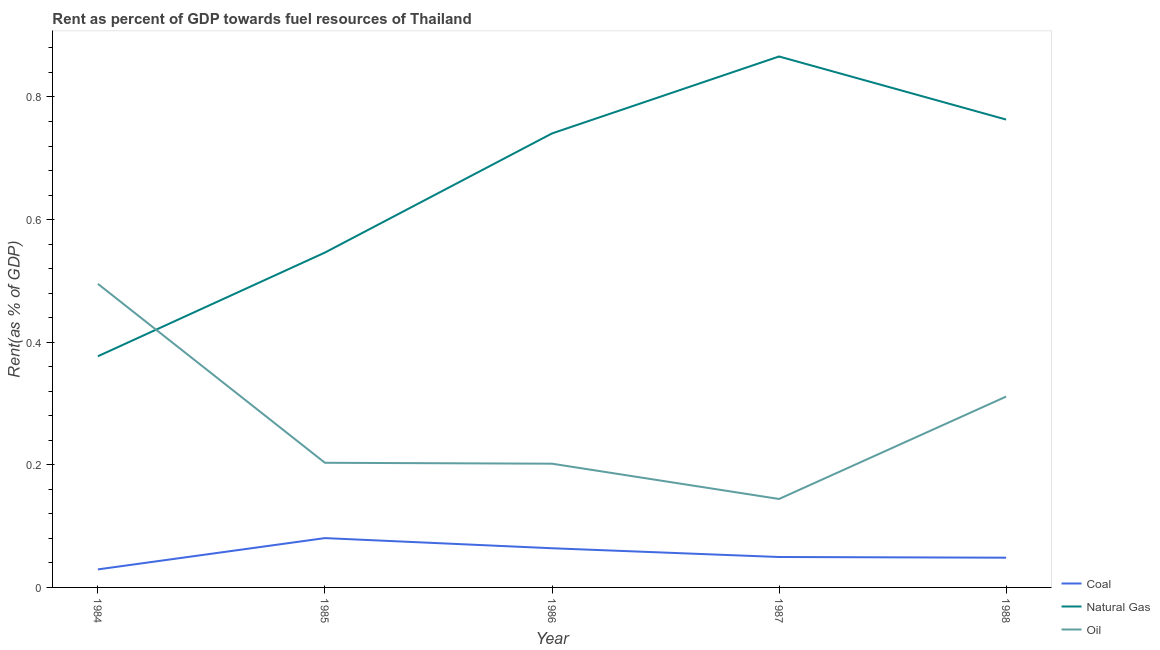 Rent as percent of GDP towards fuel resources of Thailand
Rent(as % of GDP)
0.8
0.6
0.4
0.2
0
1984
1985
1986
1987
1988
Year
Coal
Natural Gas
Oil